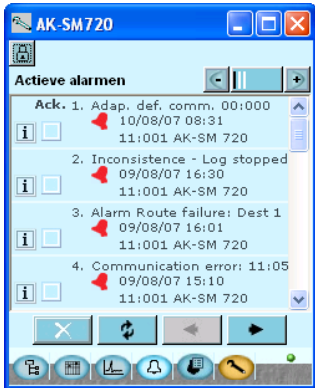 AK-SM720
Actieve alarmen
Ack. 1. Adap. def. comm. 00:000
10/08/07 08:31
11:001 AK-SM 720
2. Inconsistence - Log stopped
09/08/07 16:30
11:001 AK-SM 720
3. Alarm Route failure: Dest 1
09/08/07 16:01
11:001 AK-SM 720
4. Communication error: 11:05
09/08/07 15:10
11:001 AK-SM 720